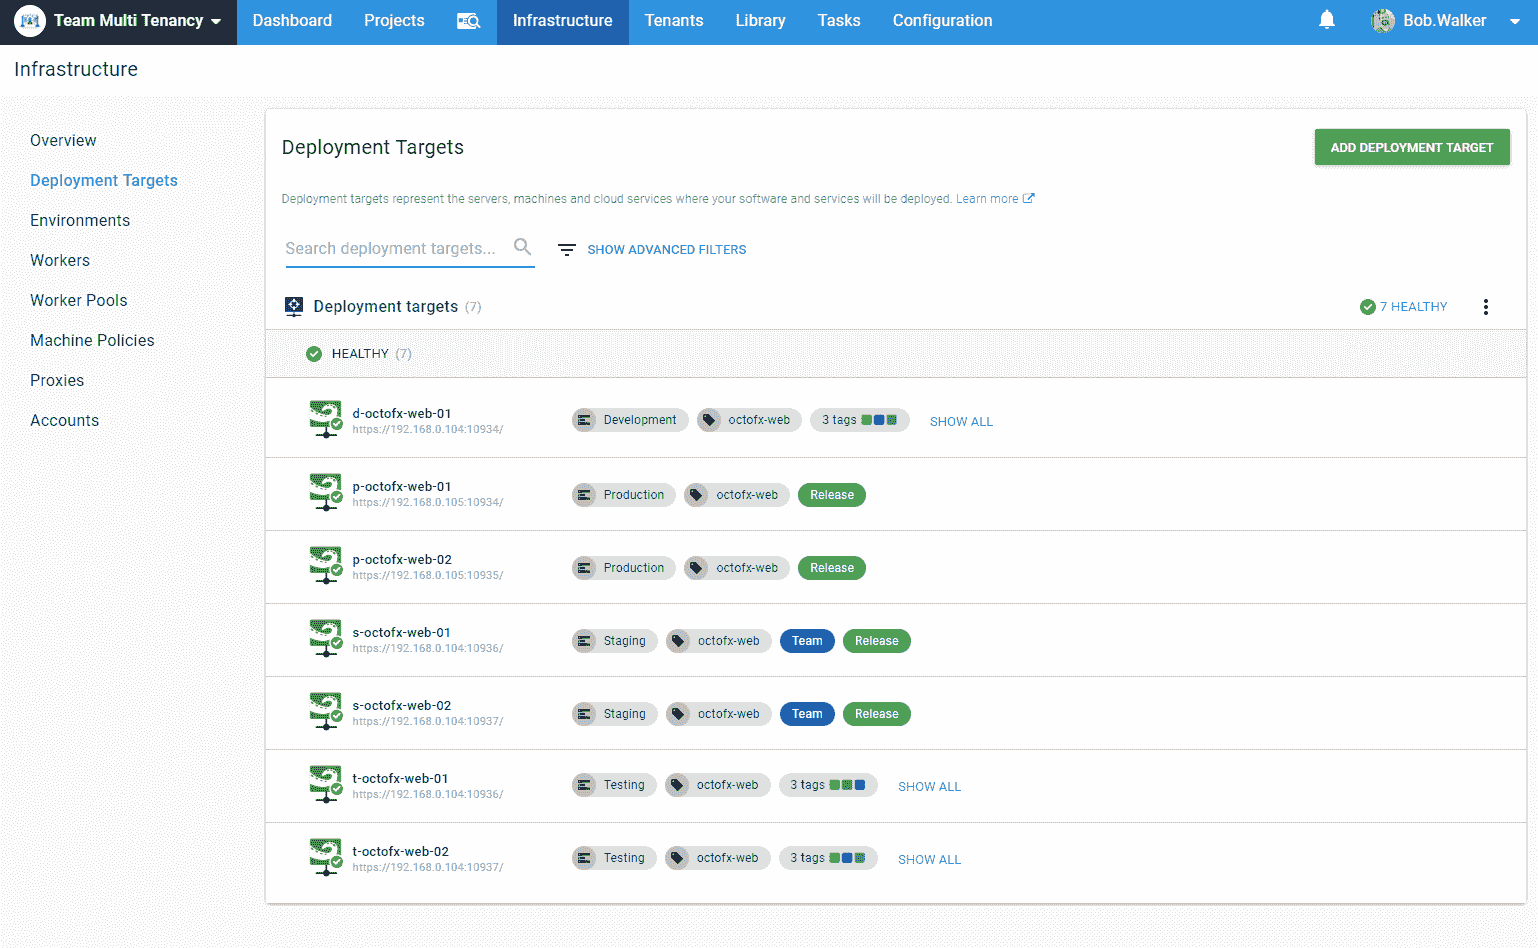 Team Multi Tenancy Dashboard Projects Infrastructure Tenants Library Tasks Configuration Bob.Walker
Infrastructure
Overview
Deployment Targets
Environments
Workers
Worker Pools
Machine Policies
Proxies
Accounts
Deployment Targets
ADD DEPLOYMENT TARGET
Deployment targets represent the servers, machines and cloud services where your software and services will be deployed. Learn more
Search deployment targets... SHOW ADVANCED FILTERS
Deployment targets (7) 7 HEALTHY
HEALTHY (7)
d-octofx-web-01
https://192.168.0.104:10934/
Development octofx-web 3 tags SHOW ALL
p-octofx-web-01
https://192.168.0.105:10934/
Production octofx-web Release
p-octofx-web-02
https://192.168.0.105:10935/
Production octofx-web Release
s-octofx-web-01
https://192.168.0.104:10936/
Staging octofx-web Team Release
s-octofx-web-02
https://192.168.0.104:10937/
Staging octofx-web Team Release
t-octofx-web-01
https://192.168.0.104:10936/
Testing octofx-web 3 tags SHOW ALL
t-octofx-web-02
https://192.168.0.104:10937/
Testing octofx-web 3 tags SHOW ALL